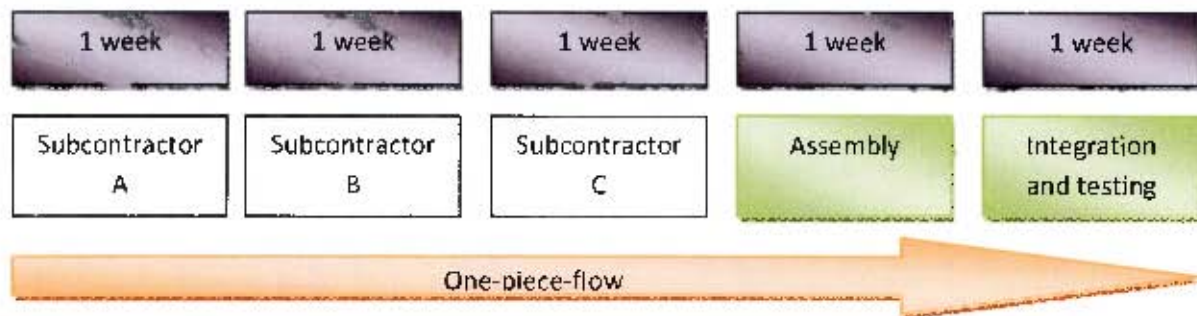 1 week 1 week 1 week 1 week 1 week
Subcontractor Subcontractor Subcontractor Assembly Integration
A B C and testing
One-piece-flow